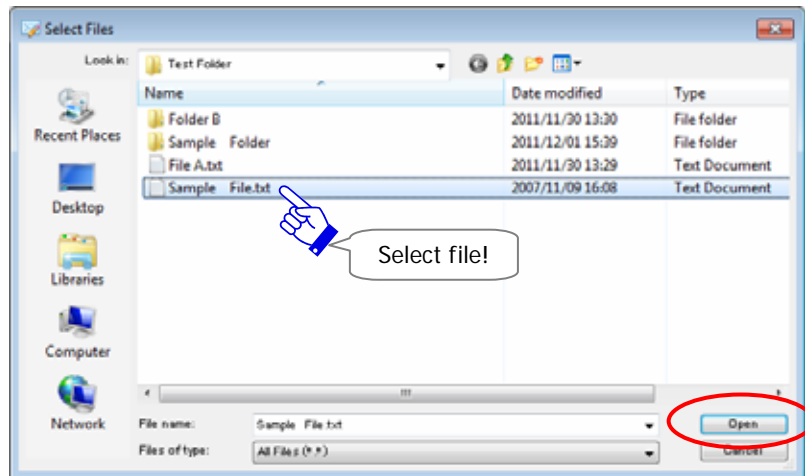 Select Files
Look in: Test Folder
Name Date modified Type
Folder B 2011/11/30 13:30 File folder
Sample Folder 2011/12/01 15:39 File folder
File A.txt 2011/11/30 13:29 Text Document
Sample File.txt 2007/11/09 16:08 Text Document
Select file!
Recent Places
Desktop
Libraries
Computer
Network
File name: Sample File.txt Open
Files of type: All Files (*.*) Cancel